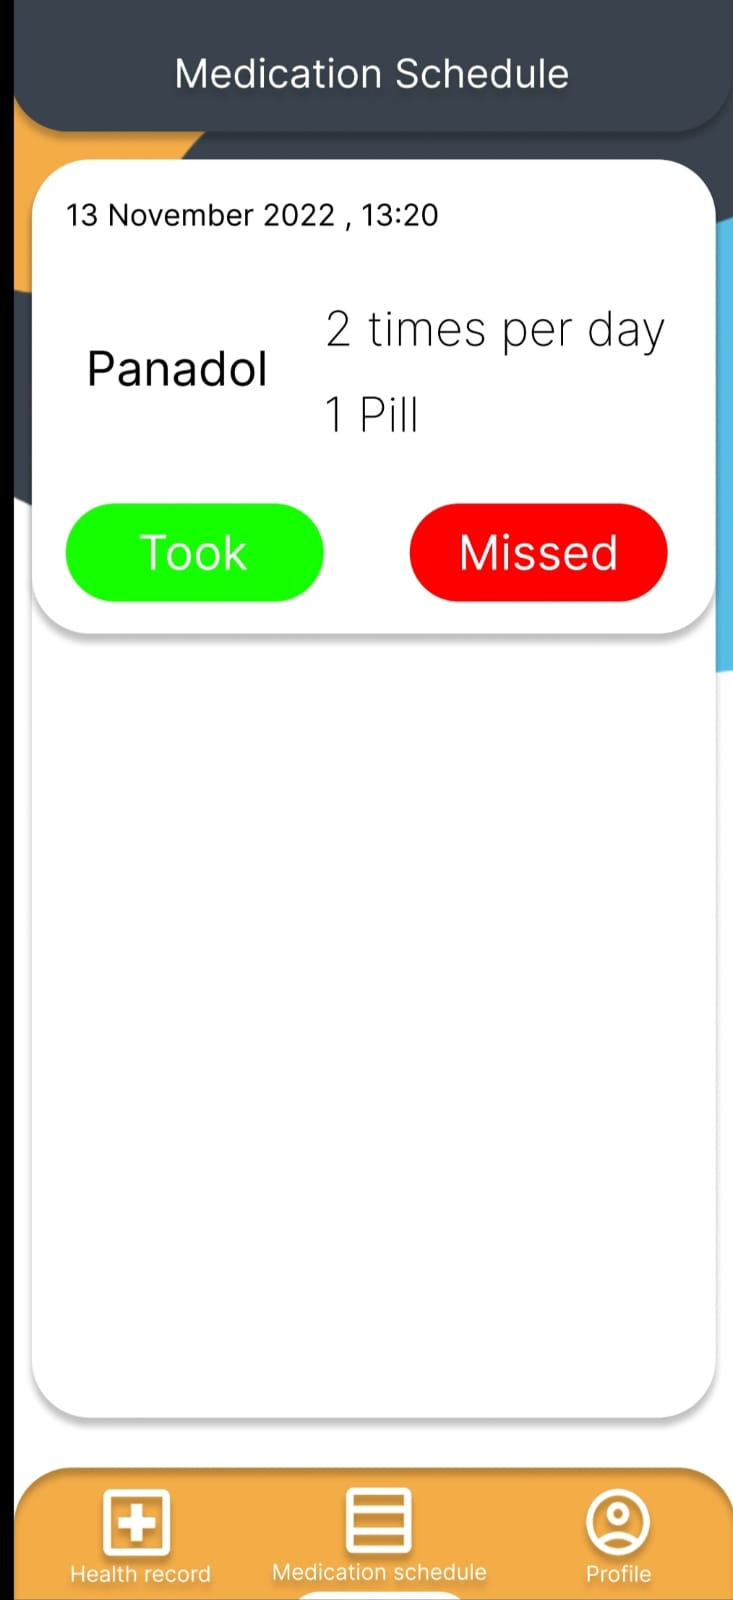 Medication Schedule
13 November 2022 , 13:20
Panadol
2 times per day
1 Pill
Took
Missed
Health record
Medication schedule
Profile